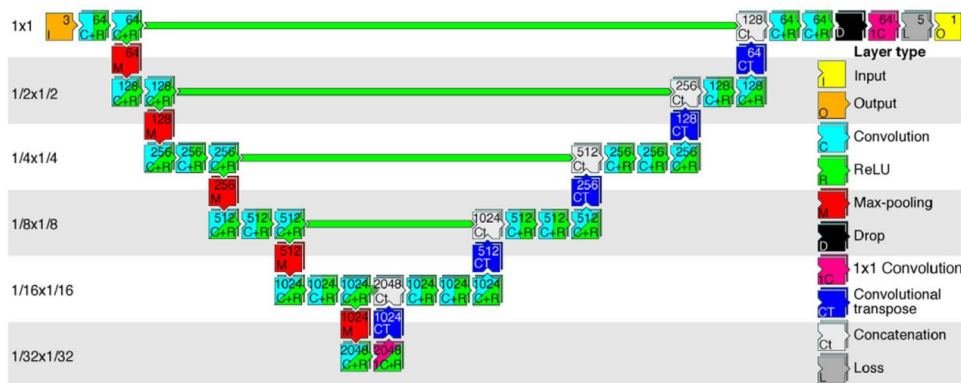 1x1 3 I 64 C+R 64 C+R 128 Ct 64 C+R 64 C+R D 64 1C 5 L 1 O
64 M 64 CT
Layer type
1/2x1/2 128 C+R 128 C+R 256 Ct 128 C+R 128 C+R
I Input
128 M 128 CT
O Output
1/4x1/4 256 C+R 256 C+R 256 C+R 512 Ct 256 C+R 256 C+R 256 C+R
C Convolution
R ReLU
256 M 256 CT
M Max-pooling
1/8x1/8 512 C+R 512 C+R 512 C+R 1024 Ct 512 C+R 512 C+R 512 C+R
D Drop
512 M 512 CT
1C 1x1 Convolution
1/16x1/16 1024 C+R 1024 C+R 1024 C+R 2048 Ct 1024 C+R 1024 C+R 1024 C+R
CT Convolutional
transpose
1024 M 1024 CT
Ct Concatenation
1/32x1/32 2048 C+R 2048 1C+R
L Loss